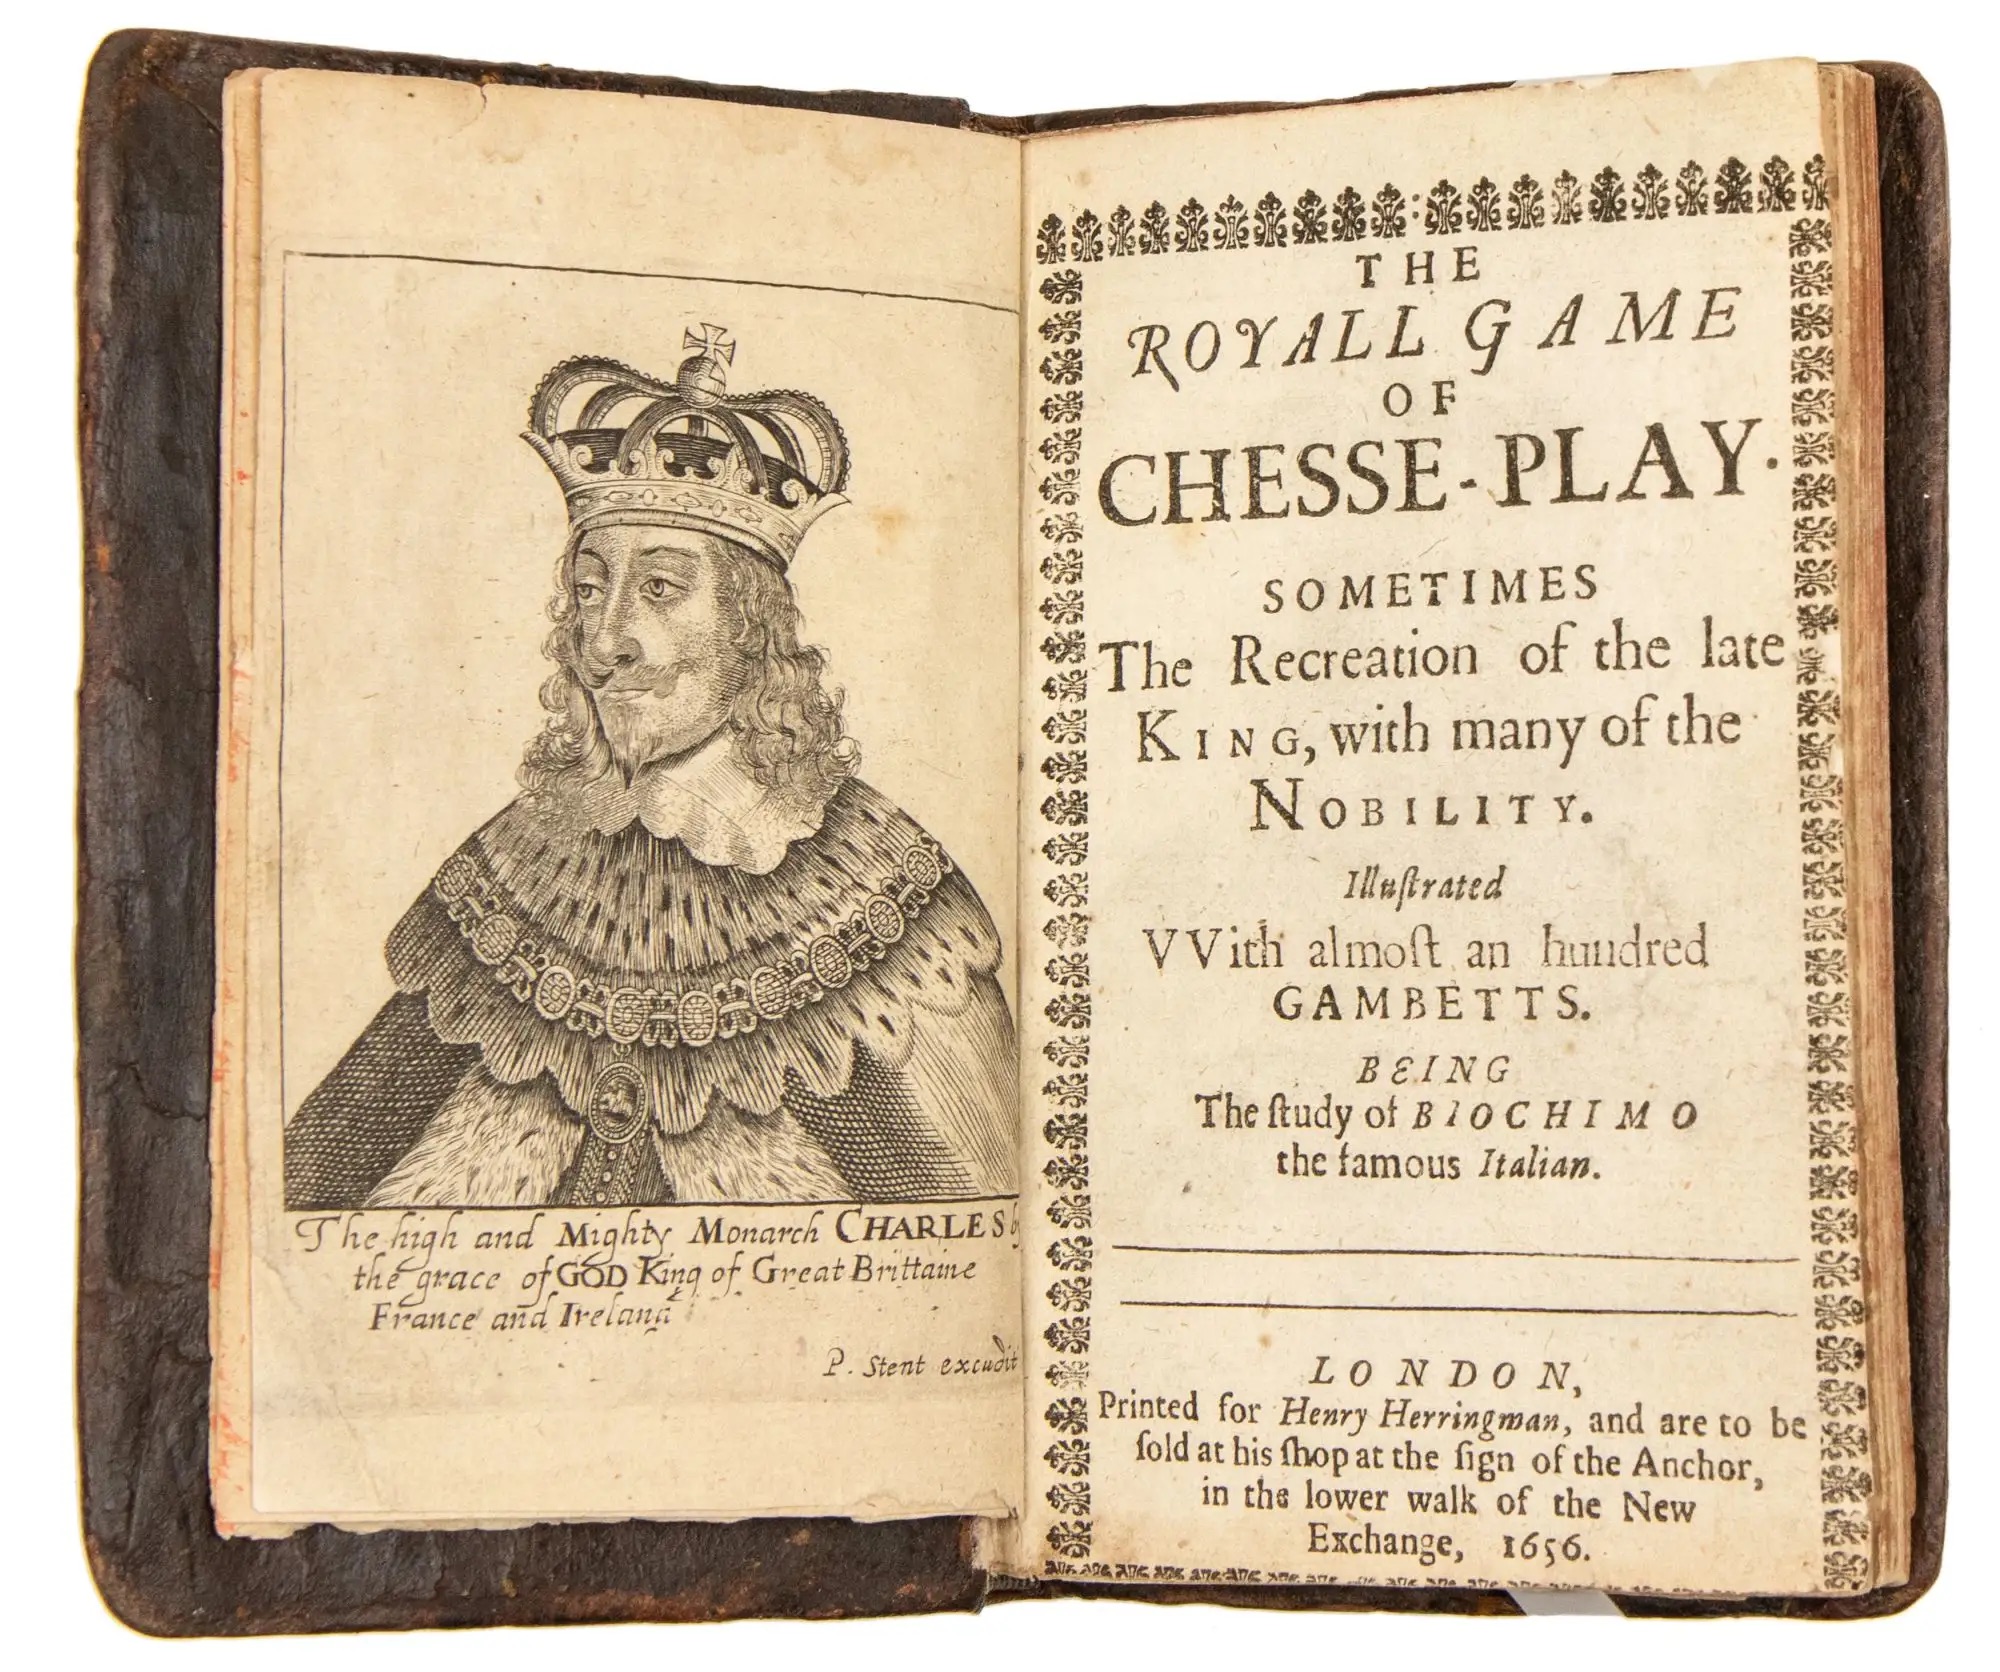 The high and Mighty Monarch CHARLES by
the grace of GOD King of Great Brittaine
France and Ireland
P. Stent excudit
THE
ROYALL GAME
OF
CHESSE-PLAY.
SOMETIMES
The Recreation of the late
KING, with many of the
NOBILITY.
Illuſtrated
VVith almoſt an hundred
GAMBETTS.
BEING
The ſtudy of BIOCHIMO
the famous Italian.
LONDON,
Printed for Henry Herringman, and are to be
ſold at his ſhop at the ſign of the Anchor,
in the lower walk of the New
Exchange, 1656.